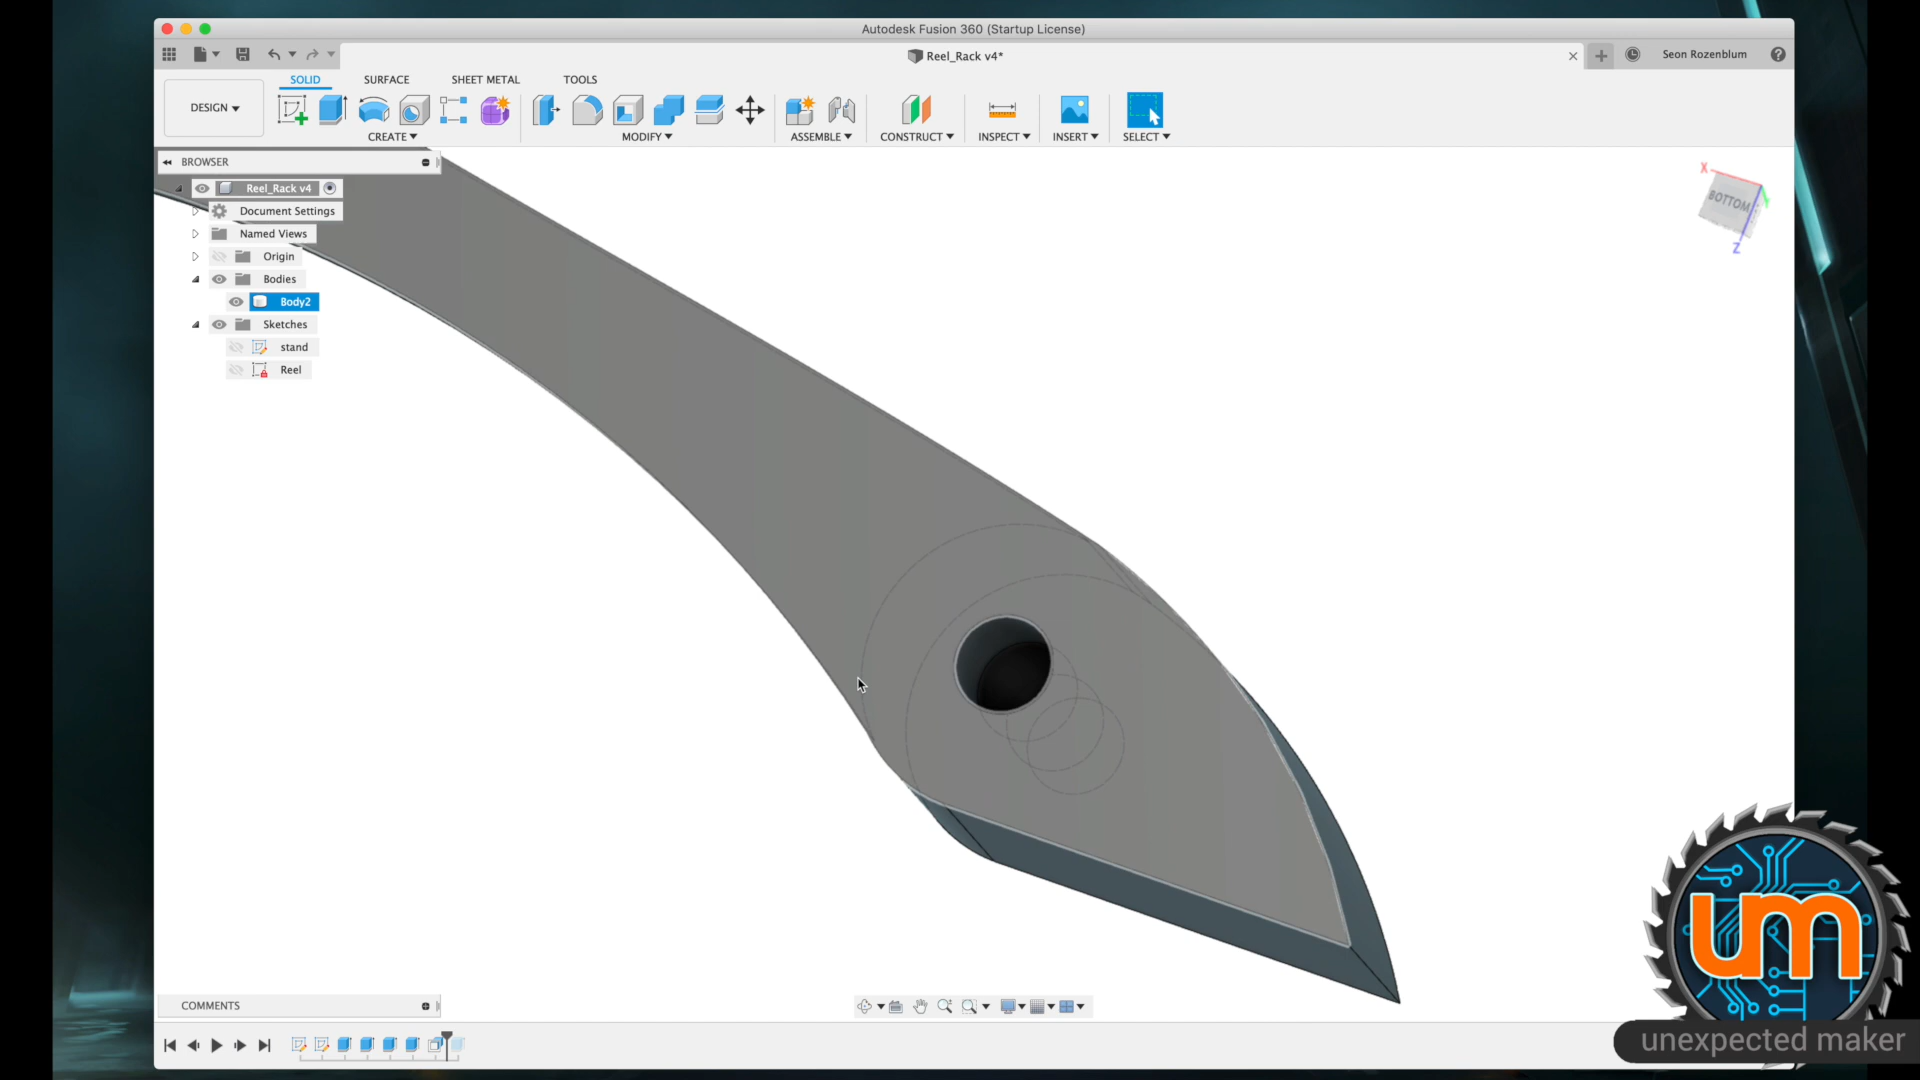 Autodesk Fusion 360 (Startup License)
Reel_Rack v4*
Seon Rozenblum
SOLID
SURFACE
SHEET METAL
TOOLS
DESIGN
CREATE
MODIFY
ASSEMBLE
CONSTRUCT
INSPECT
INSERT
SELECT
BROWSER
Reel_Rack v4
Document Settings
Named Views
Origin
Bodies
Body2
Sketches
stand
Reel
X
BOTTOM
Z
COMMENTS
um
unexpected maker